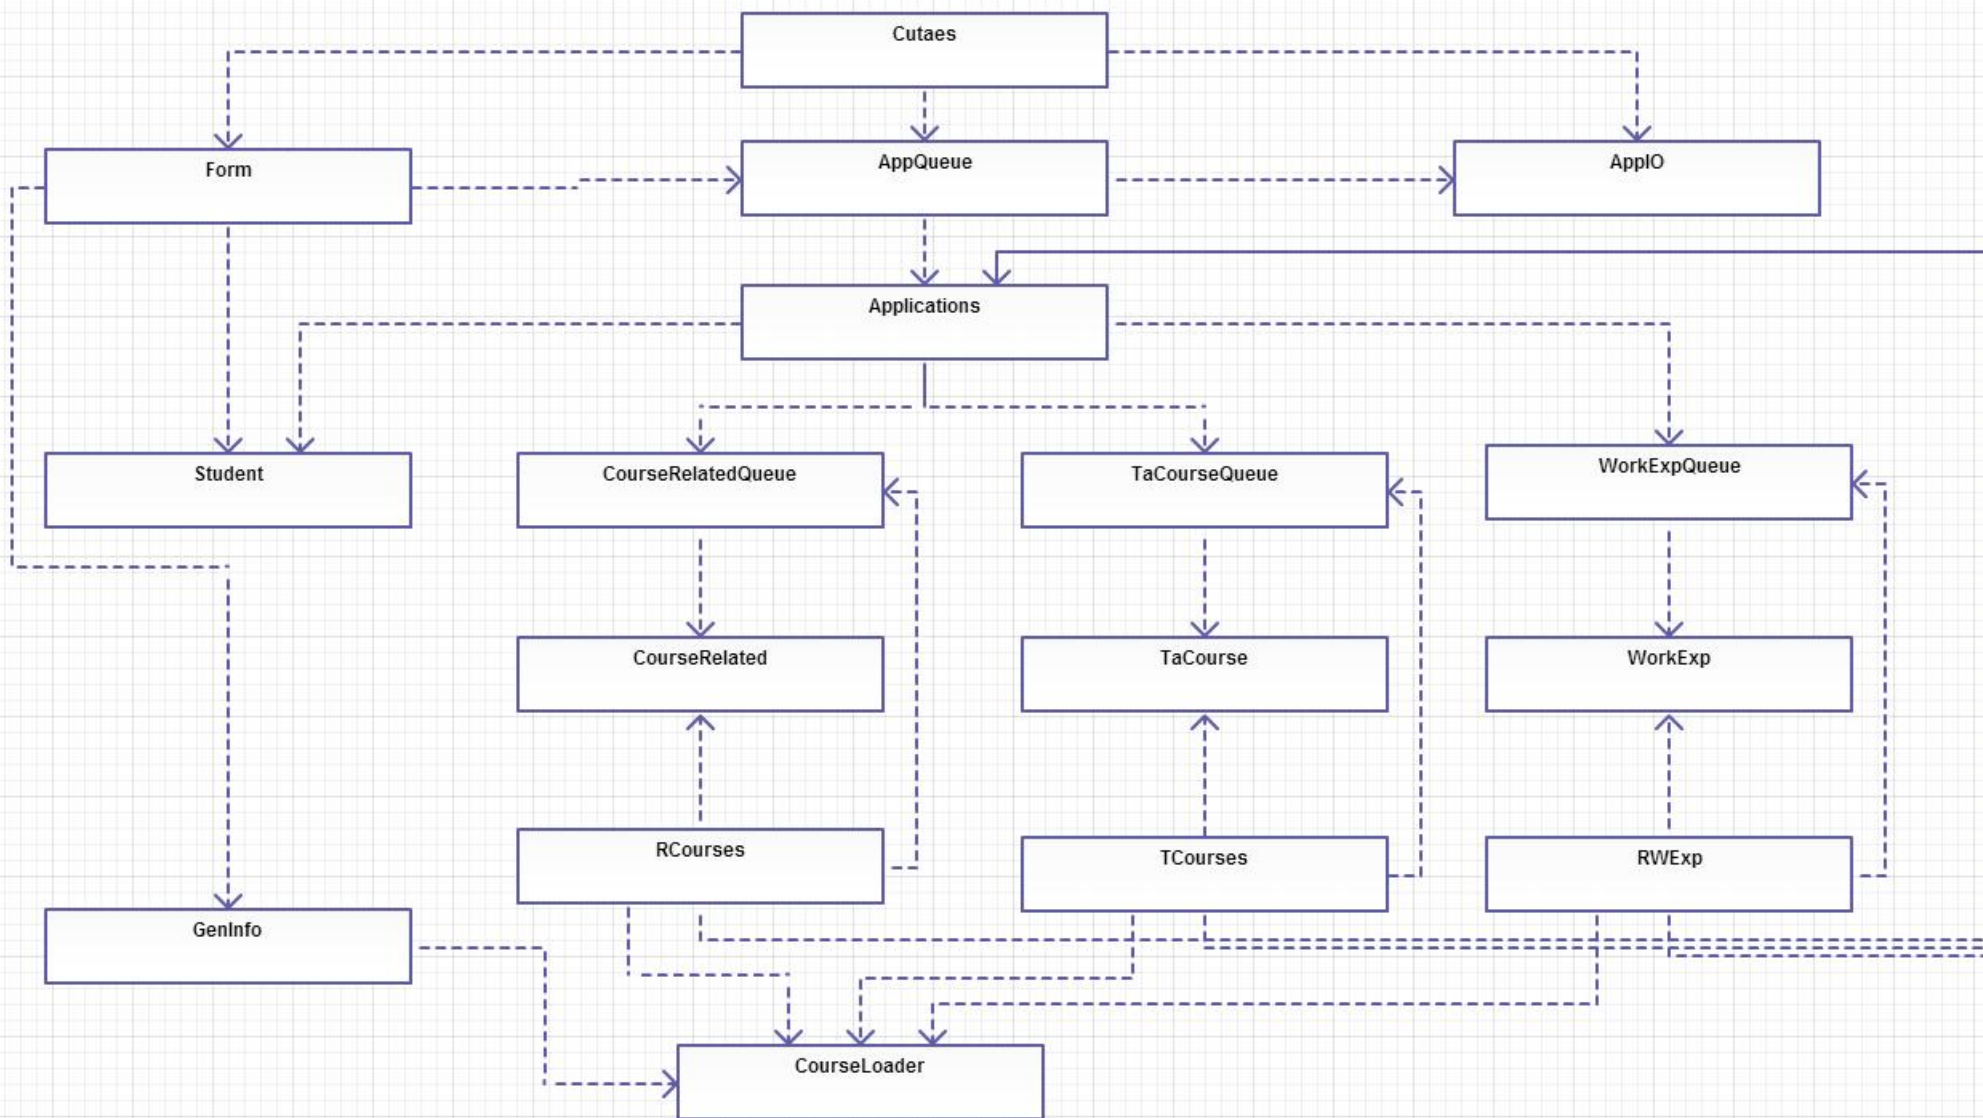 Cutaes
Form
AppQueue
AppIO
Applications
Student
CourseRelatedQueue
TaCourseQueue
WorkExpQueue
CourseRelated
TaCourse
WorkExp
RCourses
TCourses
RWExp
GenInfo
CourseLoader